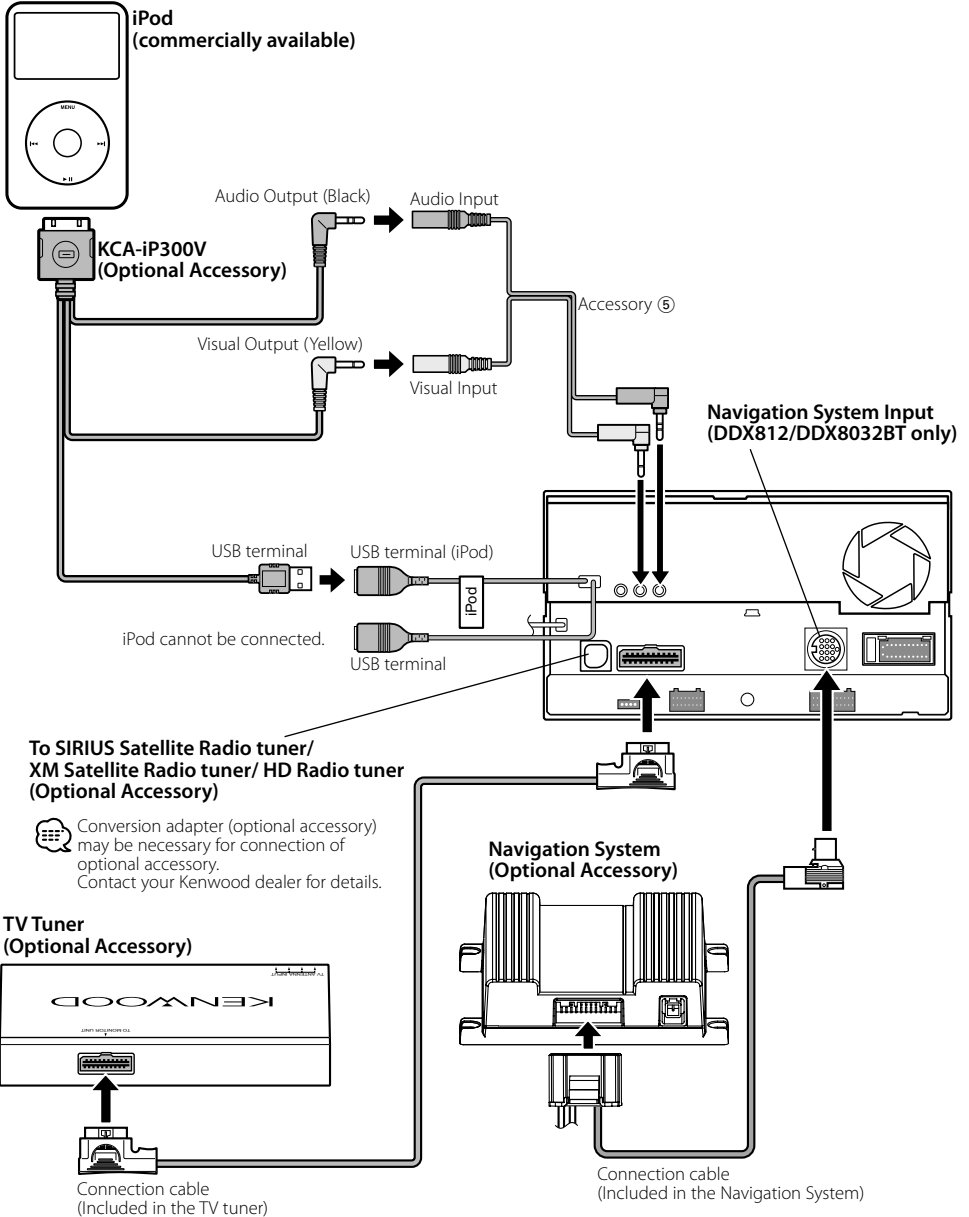 iPod
(commercially available)
MENU
Audio Output (Black)
Audio Input
KCA-iP300V
(Optional Accessory)
Accessory ⑤
Visual Output (Yellow)
Visual Input
Navigation System Input
(DDX812/DDX8032BT only)
USB terminal
USB terminal (iPod)
iPod
iPod cannot be connected.
USB terminal
To SIRIUS Satellite Radio tuner/
XM Satellite Radio tuner/ HD Radio tuner
(Optional Accessory)
Conversion adapter (optional accessory)
may be necessary for connection of
optional accessory.
Contact your Kenwood dealer for details.
Navigation System
(Optional Accessory)
TV Tuner
(Optional Accessory)
TV ANTENNA INPUT
KENWOOD
TO MONITOR UNIT
Connection cable
(Included in the TV tuner)
Connection cable
(Included in the Navigation System)